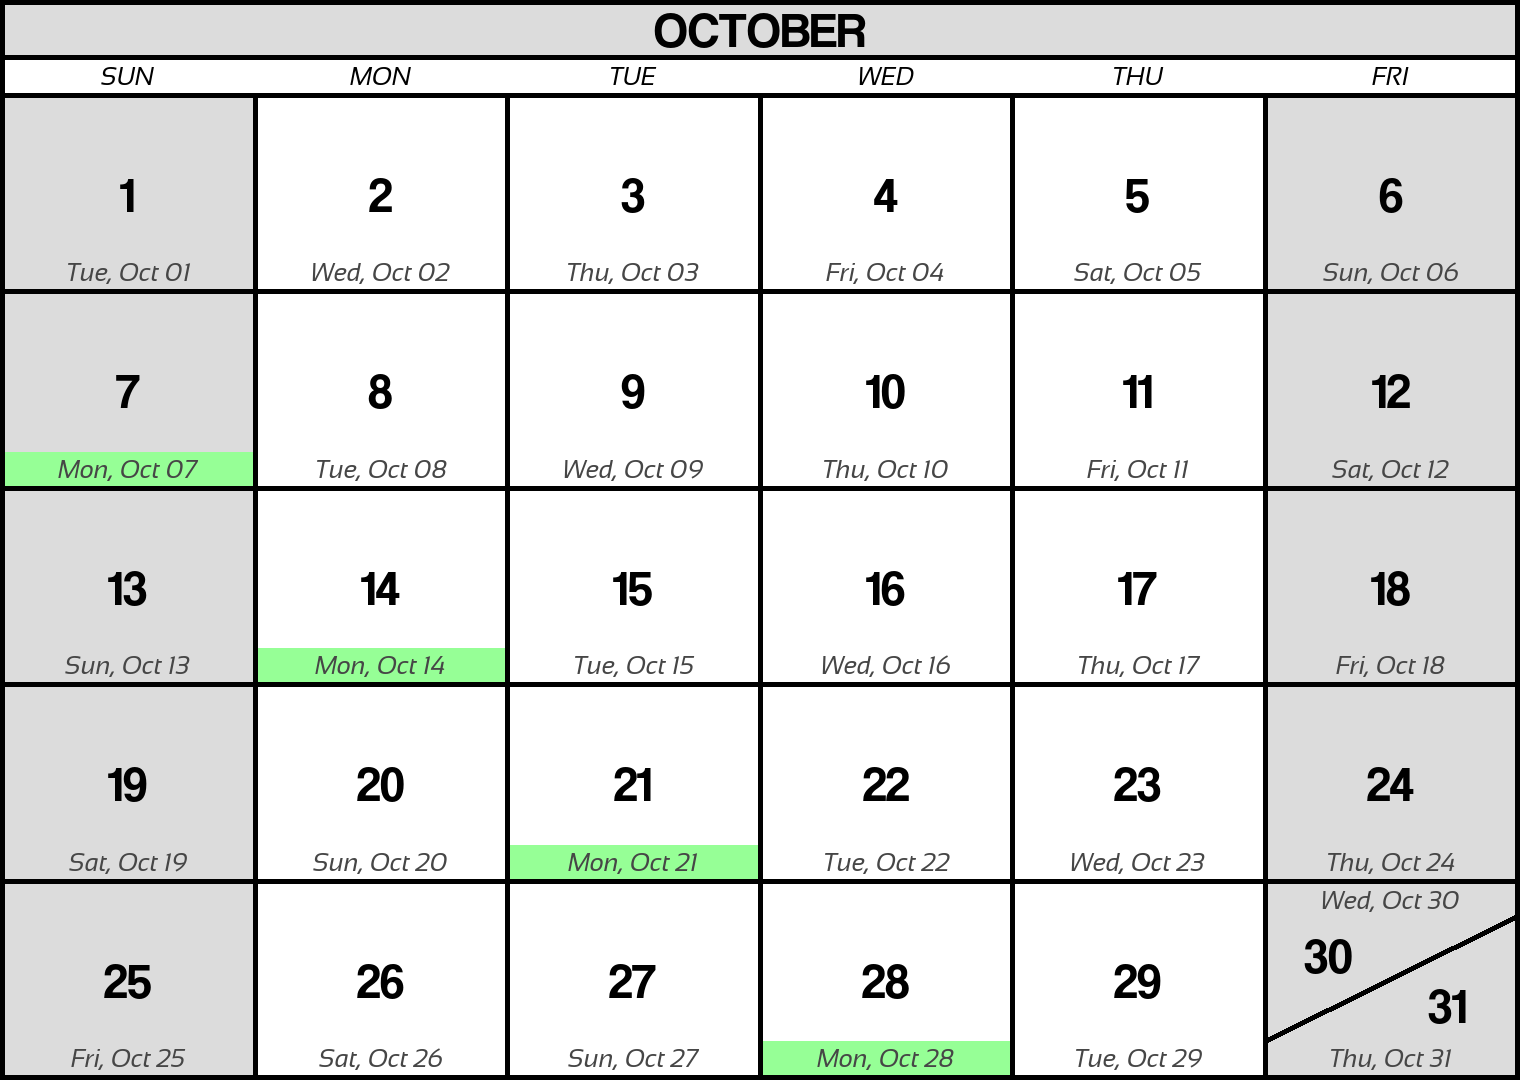 OCTOBER
SUN MON TUE WED THU FRI
1 2 3 4 5 6
Tue, Oct 01 Wed, Oct 02 Thu, Oct 03 Fri, Oct 04 Sat, Oct 05 Sun, Oct 06
7 8 9 10 11 12
Mon, Oct 07 Tue, Oct 08 Wed, Oct 09 Thu, Oct 10 Fri, Oct 11 Sat, Oct 12
13 14 15 16 17 18
Sun, Oct 13 Mon, Oct 14 Tue, Oct 15 Wed, Oct 16 Thu, Oct 17 Fri, Oct 18
19 20 21 22 23 24
Sat, Oct 19 Sun, Oct 20 Mon, Oct 21 Tue, Oct 22 Wed, Oct 23 Thu, Oct 24
Wed, Oct 30
30
25 26 27 28 29
31
Fri, Oct 25 Sat, Oct 26 Sun, Oct 27 Mon, Oct 28 Tue, Oct 29 Thu, Oct 31